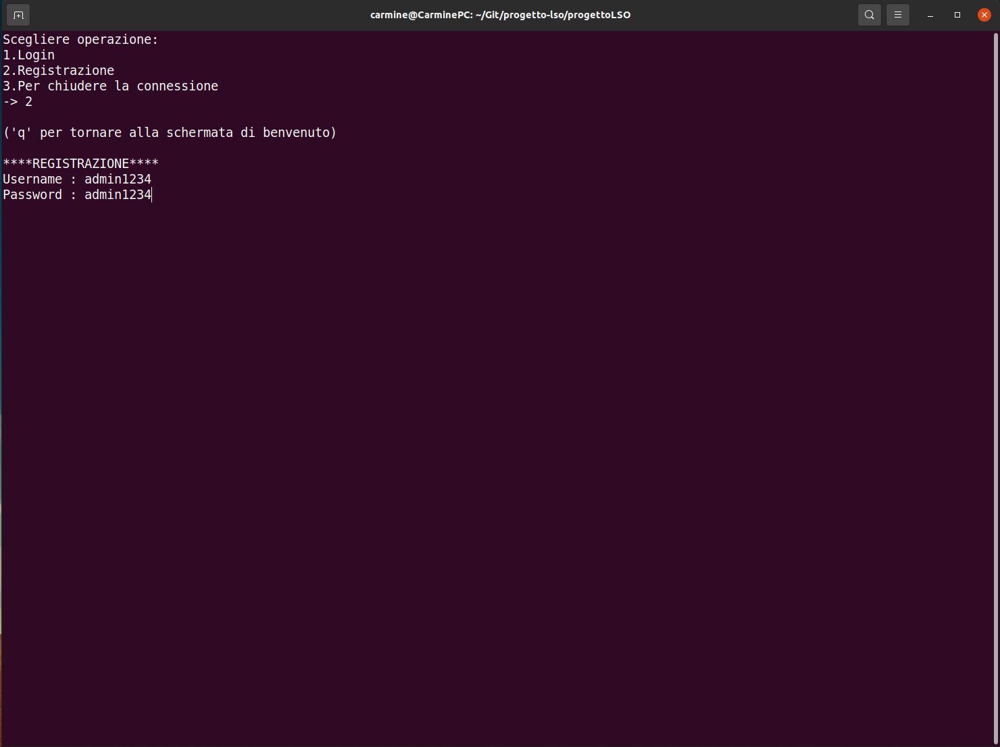 carmine@CarminePC: ~/Git/progetto-lso/progettoLSO
Scegliere operazione:
1.Login
2.Registrazione
3.Per chiudere la connessione
-> 2
('q' per tornare alla schermata di benvenuto)
****REGISTRAZIONE****
Username : admin1234
Password : admin1234